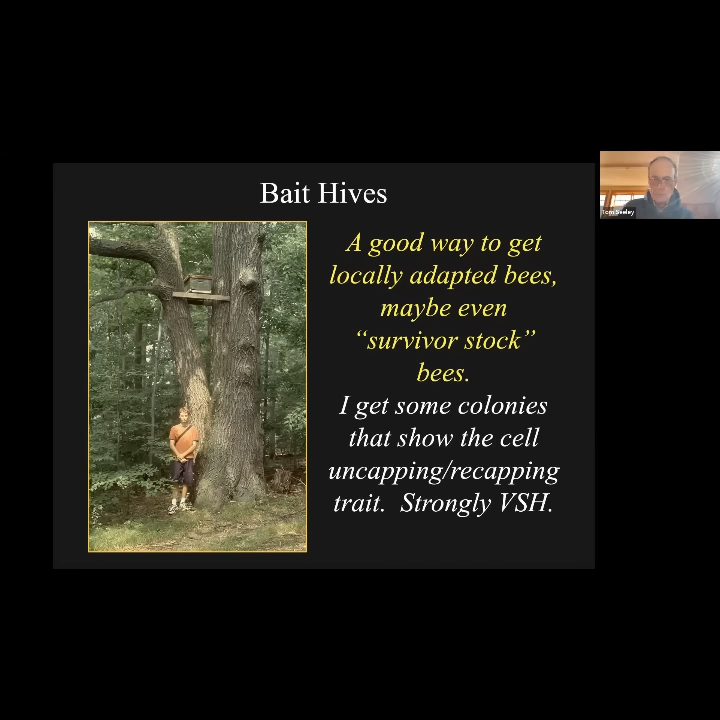 Bait Hives
A good way to get
locally adapted bees,
maybe even
“survivor stock”
bees.
I get some colonies
that show the cell
uncapping/recapping
trait.  Strongly VSH.
Tom Seeley